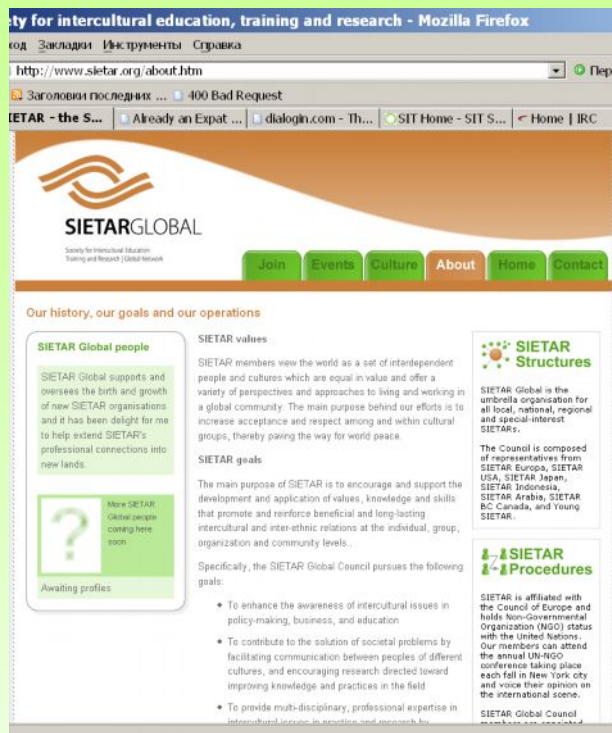 ty for intercultural education, training and research - Mozilla Firefox
ход Закладки Инструменты Справка
http://www.sietar.org/about.htm
Пер
Заголовки последних ... 400 Bad Request
IETAR - the S... Already an Expat ... dialogin.com - Th... SIT Home - SIT S... Home | IRC
SIETARGLOBAL
Society for Intercultural Education
Training and Research | Global Network
Join Events Culture About Home Contact
Our history, our goals and our operations
SIETAR Global people
SIETAR Global supports and
oversees the birth and growth
of new SIETAR organisations
and it has been delight for me
to help extend SIETAR's
professional connections into
new lands.
?
More SIETAR
Global people
coming here
soon
Awaiting profiles
SIETAR values
SIETAR members view the world as a set of interdependent
people and cultures which are equal in value and offer a
variety of perspectives and approaches to living and working in
a global community. The main purpose behind our efforts is to
increase acceptance and respect among and within cultural
groups, thereby paving the way for world peace.
SIETAR goals
The main purpose of SIETAR is to encourage and support the
development and application of values, knowledge and skills
that promote and reinforce beneficial and long-lasting
intercultural and inter-ethnic relations at the individual, group,
organization and community levels..
Specifically, the SIETAR Global Council pursues the following
goals:
• To enhance the awareness of intercultural issues in
policy-making, business, and education
• To contribute to the solution of societal problems by
facilitating communication between peoples of different
cultures, and encouraging research directed toward
improving knowledge and practices in the field
• To provide multi-disciplinary, professional expertise in
intercultural issues in practice and research by
SIETAR
Structures
SIETAR Global is the
umbrella organisation for
all local, national, regional
and special-interest
SIETARs.
The Council is composed
of representatives from
SIETAR Europa, SIETAR
USA, SIETAR Japan,
SIETAR Indonesia,
SIETAR Arabia, SIETAR
BC Canada, and Young
SIETAR.
SIETAR
Procedures
SIETAR is affiliated with
the Council of Europe and
holds Non-Governmental
Organization (NGO) status
with the United Nations.
Our members can attend
the annual UN-NGO
conference taking place
each fall in New York city
and voice their opinion on
the international scene.
SIETAR Global Council
members are appointed